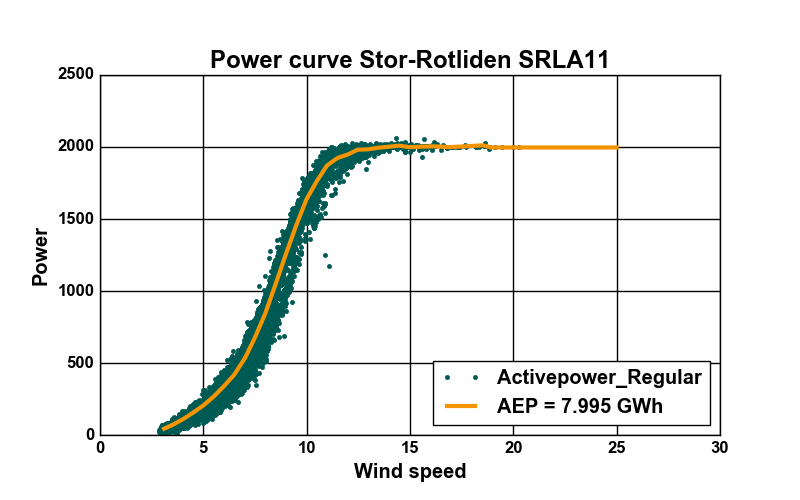 Power curve Stor-Rotliden SRLA11
2500
2000
1500
1000
500
0
Power
Activepower_Regular
AEP = 7.995 GWh
0 5 10 15 20 25 30
Wind speed